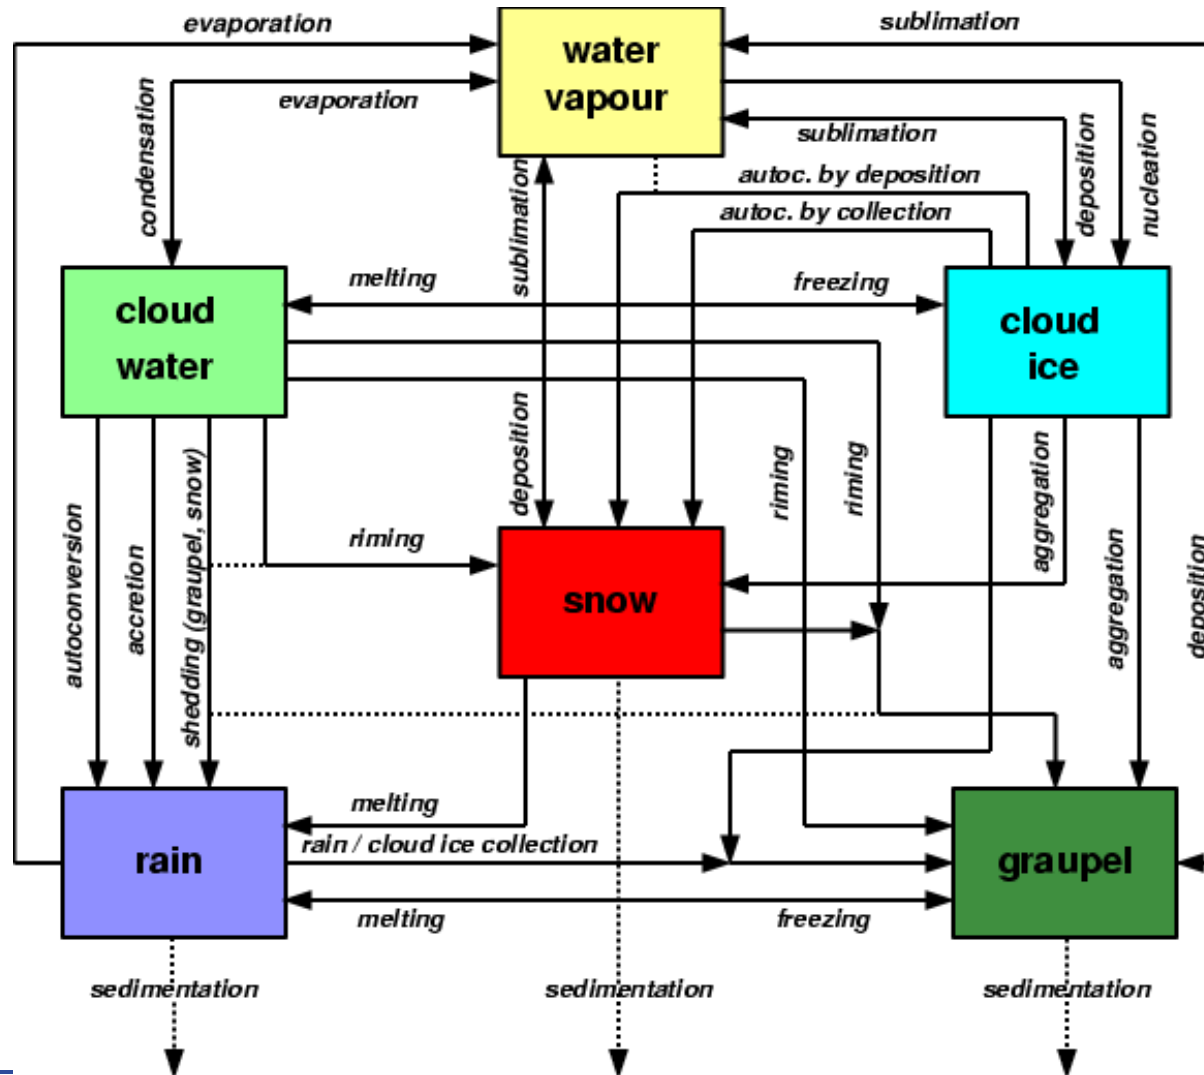 evaporation
sublimation
water
vapour
evaporation
condensation
sublimation
sublimation
deposition
nucleation
autoc. by deposition
autoc. by collection
melting
freezing
cloud
water
cloud
ice
deposition
riming
riming
aggregation
aggregation
deposition
riming
snow
autoconversion
accretion
shedding (graupel, snow)
melting
rain / cloud ice collection
rain
graupel
melting
freezing
sedimentation
sedimentation
sedimentation